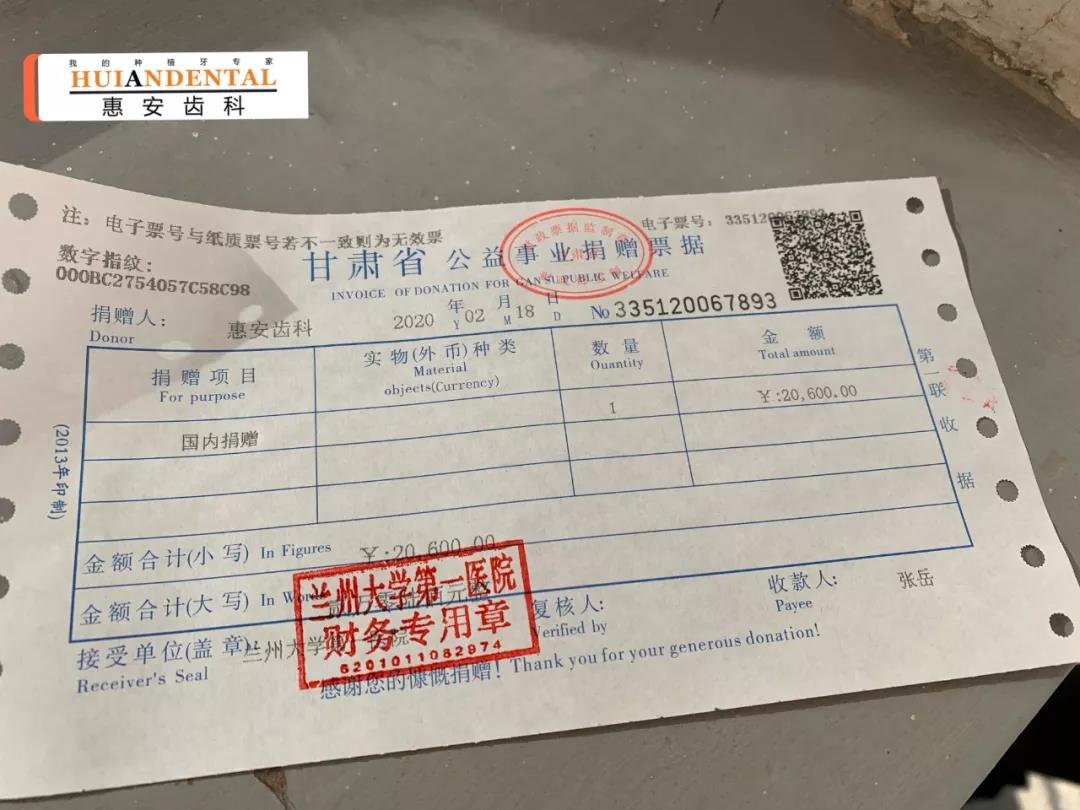 我的种植牙专家
HUIANDENTAL
惠安齿科
注：电子票号与纸质票号若不一致则为无效票
电子票号：335120067893
数字指纹：
000BC2754057C58C98
甘肃省公益事业捐赠票据
INVOICE OF DONATION FOR GANSU PUBLIC WELFARE
捐赠人：惠安齿科
Donor
2020 年 02 月 18 日
Y M D
No 335120067893
捐赠项目
For purpose
实物(外币)种类
Material
objects(Currency)
数量
Quantity
金额
Total amount
国内捐赠
1
¥:20,600.00
第一联 收据
(2013年印制)
金额合计(小写) In Figures ¥:20,600.00
金额合计(大写) In Words
兰州大学第一医院
财务专用章
6201011082974
接受单位(盖章)：兰州大学第一医院
Receiver's Seal
复核人：
Verified by
收款人：张岳
Payee
感谢您的慷慨捐赠！Thank you for your generous donation!